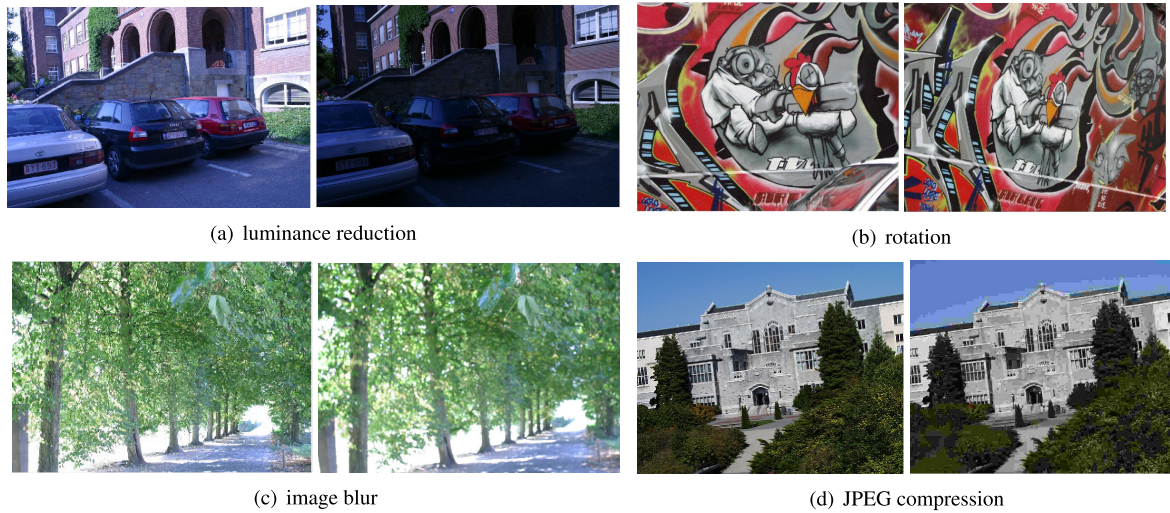 (a) luminance reduction
(b) rotation
(c) image blur
(d) JPEG compression